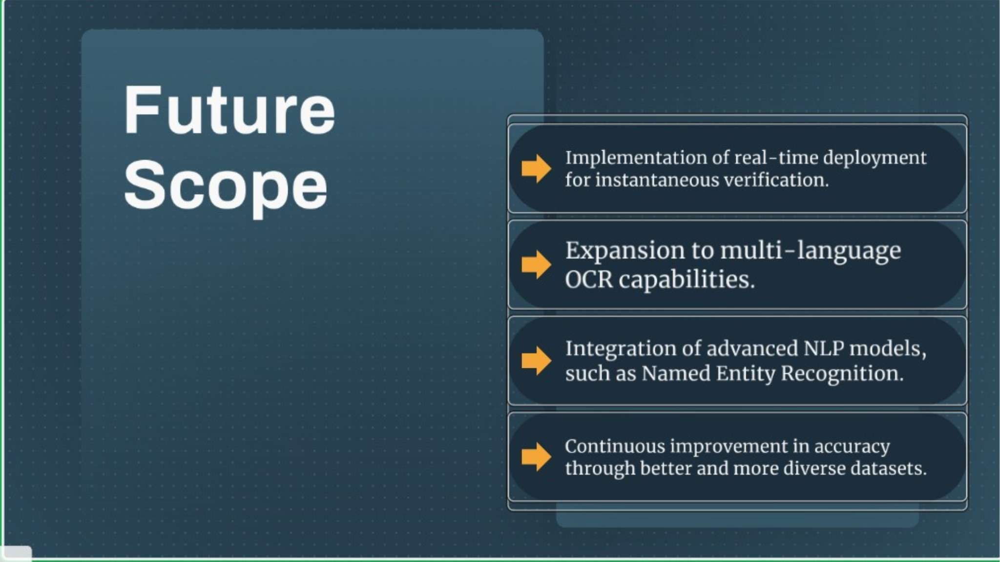 Future
Scope
Implementation of real-time deployment
for instantaneous verification.
Expansion to multi-language
OCR capabilities.
Integration of advanced NLP models,
such as Named Entity Recognition.
Continuous improvement in accuracy
through better and more diverse datasets.